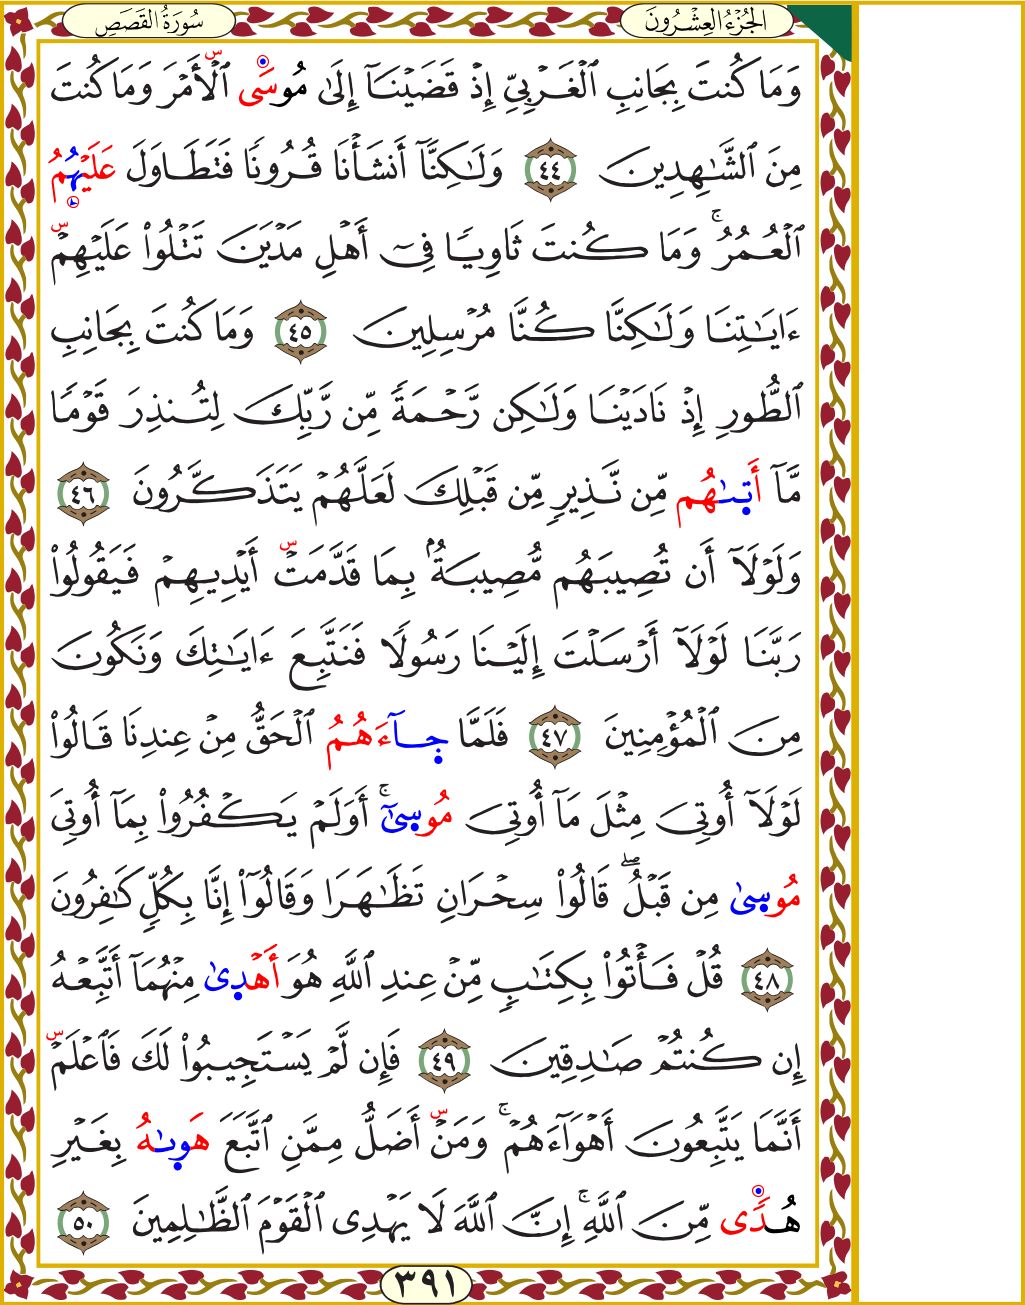 الجُزْءُ العِشْرُونَ
سُورَةُ القَصَصِ
وَمَا كُنتَ بِجَانِبِ ٱلْغَرْبِيِّ إِذْ قَضَيْنَآ إِلَىٰ مُوسَى ٱلْأَمْرَ وَمَا كُنتَ
مِنَ ٱلشَّٰهِدِينَ ٤٤ وَلَٰكِنَّآ أَنشَأْنَا قُرُونًا فَتَطَاوَلَ عَلَيْهُمُ
ٱلْعُمُرُ ۚ وَمَا كُنتَ ثَاوِيًا فِىٓ أَهْلِ مَدْيَنَ تَتْلُوا۟ عَلَيْهِمْ
ءَايَٰتِنَا وَلَٰكِنَّا كُنَّا مُرْسِلِينَ ٤٥ وَمَا كُنتَ بِجَانِبِ
ٱلطُّورِ إِذْ نَادَيْنَا وَلَٰكِن رَّحْمَةً مِّن رَّبِّكَ لِتُنذِرَ قَوْمًا
مَّآ أَتَىٰهُم مِّن نَّذِيرٍ مِّن قَبْلِكَ لَعَلَّهُمْ يَتَذَكَّرُونَ ٤٦
وَلَوْلَآ أَن تُصِيبَهُم مُّصِيبَةٌۢ بِمَا قَدَّمَتْ أَيْدِيهِمْ فَيَقُولُوا۟
رَبَّنَا لَوْلَآ أَرْسَلْتَ إِلَيْنَا رَسُولًا فَنَتَّبِعَ ءَايَٰتِكَ وَنَكُونَ
مِنَ ٱلْمُؤْمِنِينَ ٤٧ فَلَمَّا جَآءَهُمُ ٱلْحَقُّ مِنْ عِندِنَا قَالُوا۟
لَوْلَآ أُوتِىَ مِثْلَ مَآ أُوتِىَ مُوسَىٰٓ ۚ أَوَلَمْ يَكْفُرُوا۟ بِمَآ أُوتِىَ
مُوسَىٰ مِن قَبْلُ ۖ قَالُوا۟ سِحْرَانِ تَظَٰهَرَا وَقَالُوٓا۟ إِنَّا بِكُلٍّ كَٰفِرُونَ
٤٨ قُلْ فَأْتُوا۟ بِكِتَٰبٍ مِّنْ عِندِ ٱللَّهِ هُوَ أَهْدَىٰ مِنْهُمَآ أَتَّبِعْهُ
إِن كُنتُمْ صَٰدِقِينَ ٤٩ فَإِن لَّمْ يَسْتَجِيبُوا۟ لَكَ فَٱعْلَمْ
أَنَّمَا يَتَّبِعُونَ أَهْوَآءَهُمْ ۚ وَمَنْ أَضَلُّ مِمَّنِ ٱتَّبَعَ هَوَىٰهُ بِغَيْرِ
هُدًى مِّنَ ٱللَّهِ ۚ إِنَّ ٱللَّهَ لَا يَهْدِى ٱلْقَوْمَ ٱلظَّٰلِمِينَ ٥٠
٣٩١